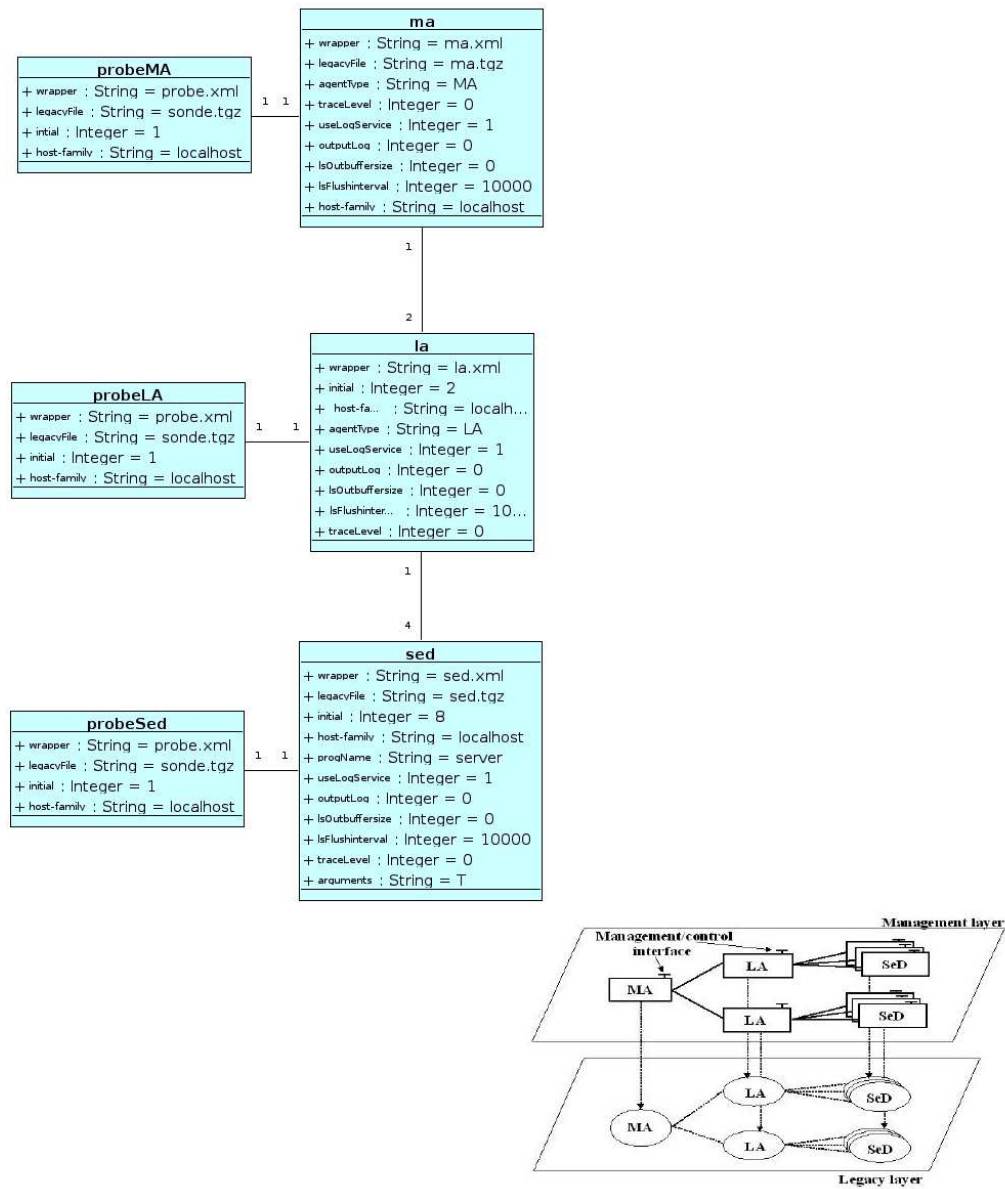 ma
+ wrapper : String = ma.xml
+ legacyFile : String = ma.tgz
+ agentType : String = MA
+ traceLevel : Integer = 0
+ useLogService : Integer = 1
+ outputLog : Integer = 0
+ lsOutbuffersize : Integer = 0
+ lsFlushinterval : Integer = 10000
+ host-family : String = localhost
probeMA
+ wrapper : String = probe.xml
+ legacyFile : String = sonde.tgz
+ intial : Integer = 1
+ host-family : String = localhost
1 1
1
2
la
+ wrapper : String = la.xml
+ initial : Integer = 2
+ host-fa... : String = localh...
+ agentType : String = LA
+ useLogService : Integer = 1
+ outputLog : Integer = 0
+ lsOutbuffersize : Integer = 0
+ lsFlushinter... : Integer = 10...
+ traceLevel : Integer = 0
probeLA
+ wrapper : String = probe.xml
+ legacyFile : String = sonde.tgz
+ initial : Integer = 1
+ host-family : String = localhost
1 1
1
4
sed
+ wrapper : String = sed.xml
+ legacyFile : String = sed.tgz
+ initial : Integer = 8
+ host-family : String = localhost
+ progName : String = server
+ useLogService : Integer = 1
+ outputLog : Integer = 0
+ lsOutbuffersize : Integer = 0
+ lsFlushinterval : Integer = 10000
+ traceLevel : Integer = 0
+ arguments : String = T
probeSed
+ wrapper : String = probe.xml
+ legacyFile : String = sonde.tgz
+ initial : Integer = 1
+ host-family : String = localhost
1 1
Management layer
Management/control
interface
LA
SeD
MA
LA
SeD
LA
SeD
MA
LA
SeD
Legacy layer